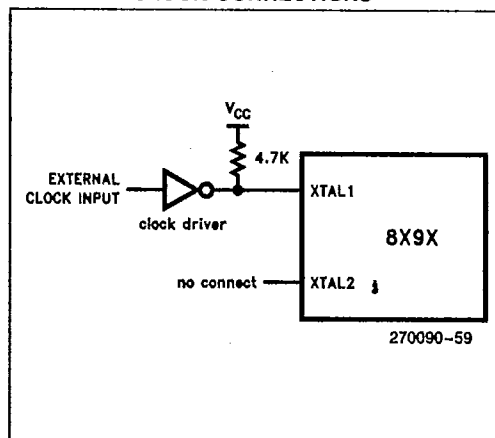 VCC
4.7K
EXTERNAL
CLOCK INPUT
clock driver
XTAL1
8X9X
no connect
XTAL2
270090-59